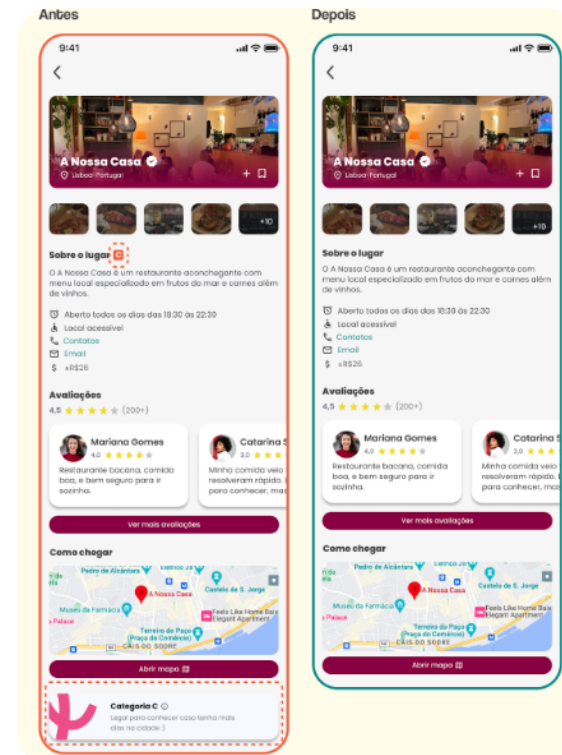 Antes
9:41
A Nossa Casa
Lisboa-Portugal
+10
Sobre o lugar C
O A Nossa Casa é um restaurante aconchegante com
menu local especializado em frutos do mar e carnes além
de vinhos.
Aberto todos os dias das 18:30 às 22:30
Local acessível
Contatos
Email
$ ±R$26
Avaliações
4,5 ★ ★ ★ ★ ★ (200+)
Mariana Gomes
4,0 ★ ★ ★ ★ ★
Restaurante bacana, comida
boa, e bem seguro para ir
sozinha.
Catarina S
Minha comida veio
resolveram rápido.
para conhecer, mas
Ver mais avaliações
Como chegar
Pedro de Alcântara
Castelo de S. Jorge
A Nossa Casa
Museu da Farmácia
Feels Like Home Baix
Elegant Apartment
Palace
Terreiro do Paço
(Praça do Comércio)
CAIS DO SODRÉ
Abrir mapa
Categoria C
Legal para conhecer caso tenha mais
dias na cidade :)
Depois
9:41
A Nossa Casa
Lisboa-Portugal
+10
Sobre o lugar
O A Nossa Casa é um restaurante aconchegante com
menu local especializado em frutos do mar e carnes além
de vinhos.
Aberto todos os dias das 18:30 às 22:30
Local acessível
Contatos
Email
$ ±R$26
Avaliações
4,5 ★ ★ ★ ★ ★ (200+)
Mariana Gomes
4,0 ★ ★ ★ ★ ★
Restaurante bacana, comida
boa, e bem seguro para ir
sozinha.
Catarina S
Minha comida veio
resolveram rápido.
para conhecer, mas
Ver mais avaliações
Como chegar
Pedro de Alcântara
Castelo de S. Jorge
A Nossa Casa
Museu da Farmácia
Feels Like Home Baix
Elegant Apartment
Palace
Terreiro do Paço
(Praça do Comércio)
CAIS DO SODRÉ
Abrir mapa